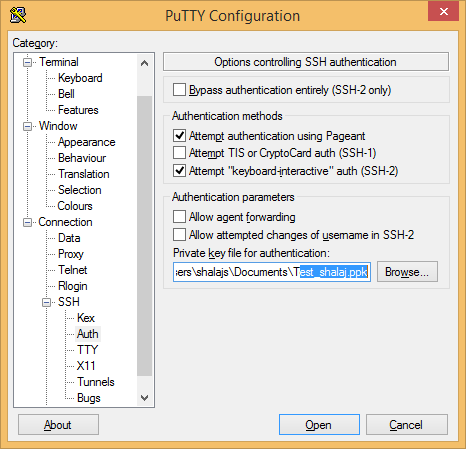 PuTTY Configuration
Category:
Terminal
Keyboard
Bell
Features
Window
Appearance
Behaviour
Translation
Selection
Colours
Connection
Data
Proxy
Telnet
Rlogin
SSH
Kex
Auth
TTY
X11
Tunnels
Bugs
Options controlling SSH authentication
Bypass authentication entirely (SSH-2 only)
Authentication methods
Attempt authentication using Pageant
Attempt TIS or CryptoCard auth (SSH-1)
Attempt "keyboard-interactive" auth (SSH-2)
Authentication parameters
Allow agent forwarding
Allow attempted changes of username in SSH-2
Private key file for authentication:
ers\shalajs\Documents\Test_shalaj.ppk Browse...
About Open Cancel